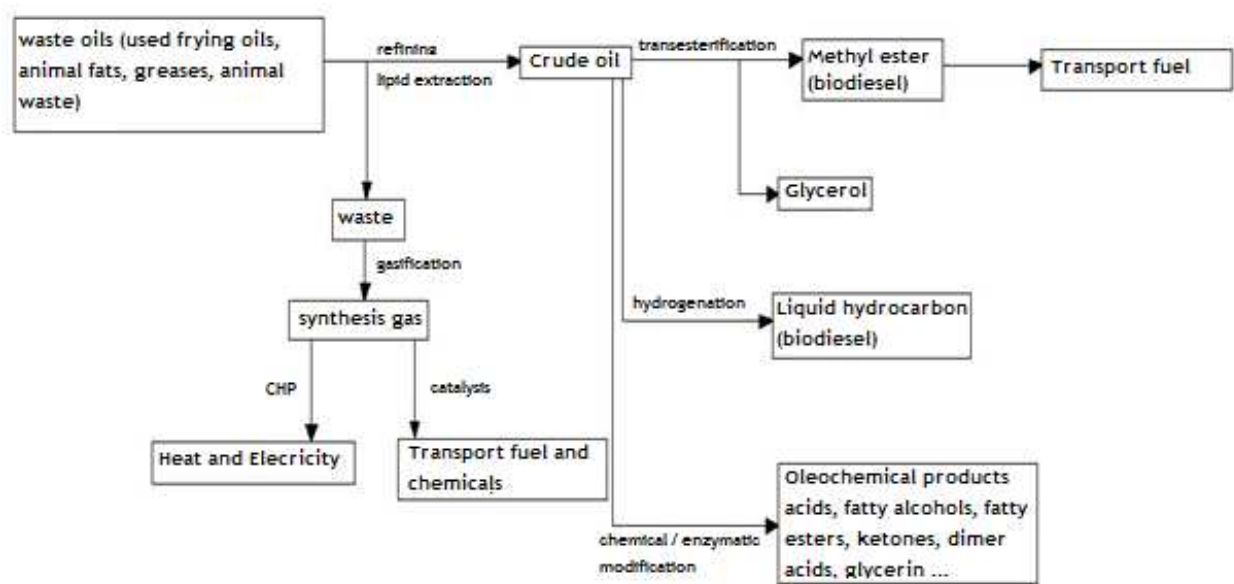 waste oils (used frying oils,
animal fats, greases, animal
waste)
refining
lipid extraction
Crude oil
transesterification
Methyl ester
(biodiesel)
Transport fuel
Glycerol
waste
gasification
synthesis gas
hydrogenation
Liquid hydrocarbon
(biodiesel)
CHP
catalysis
Heat and Elecricity
Transport fuel and
chemicals
chemical / enzymatic
modification
Oleochemical products
acids, fatty alcohols, fatty
esters, ketones, dimer
acids, glycerin ...